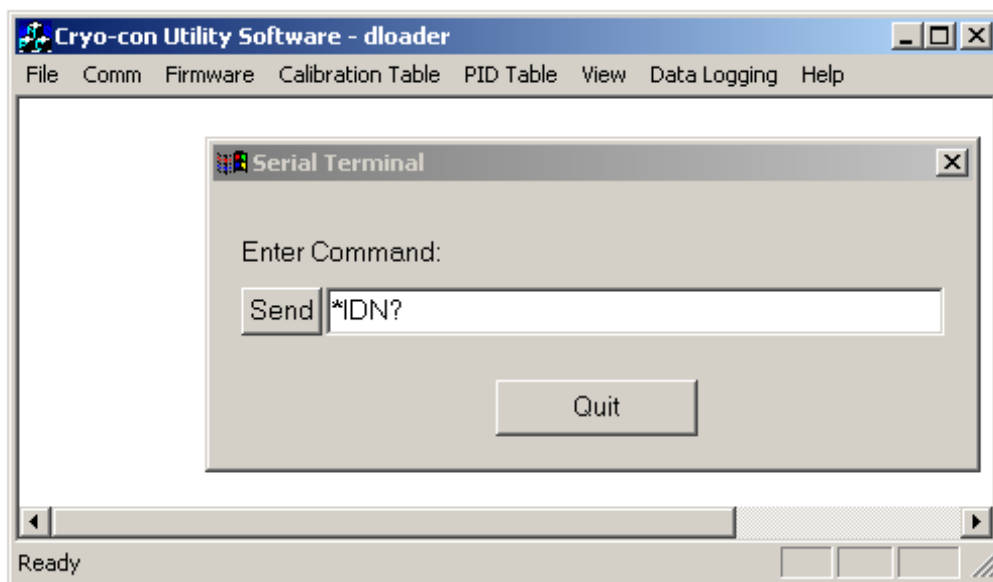 Cryo-con Utility Software - dloader
File Comm Firmware Calibration Table PID Table View Data Logging Help
Serial Terminal
Enter Command:
Send *IDN?
Quit
Ready